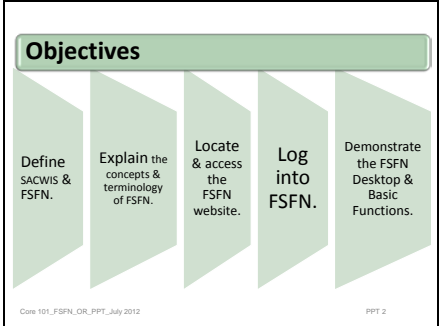 Objectives
Define
SACWIS &
FSFN.
Explain the
concepts &
terminology
of FSFN.
Locate
& access
the
FSFN
website.
Log
into
FSFN.
Demonstrate
the FSFN
Desktop &
Basic
Functions.
Core 101_FSFN_OR_PPT_July 2012
PPT 2